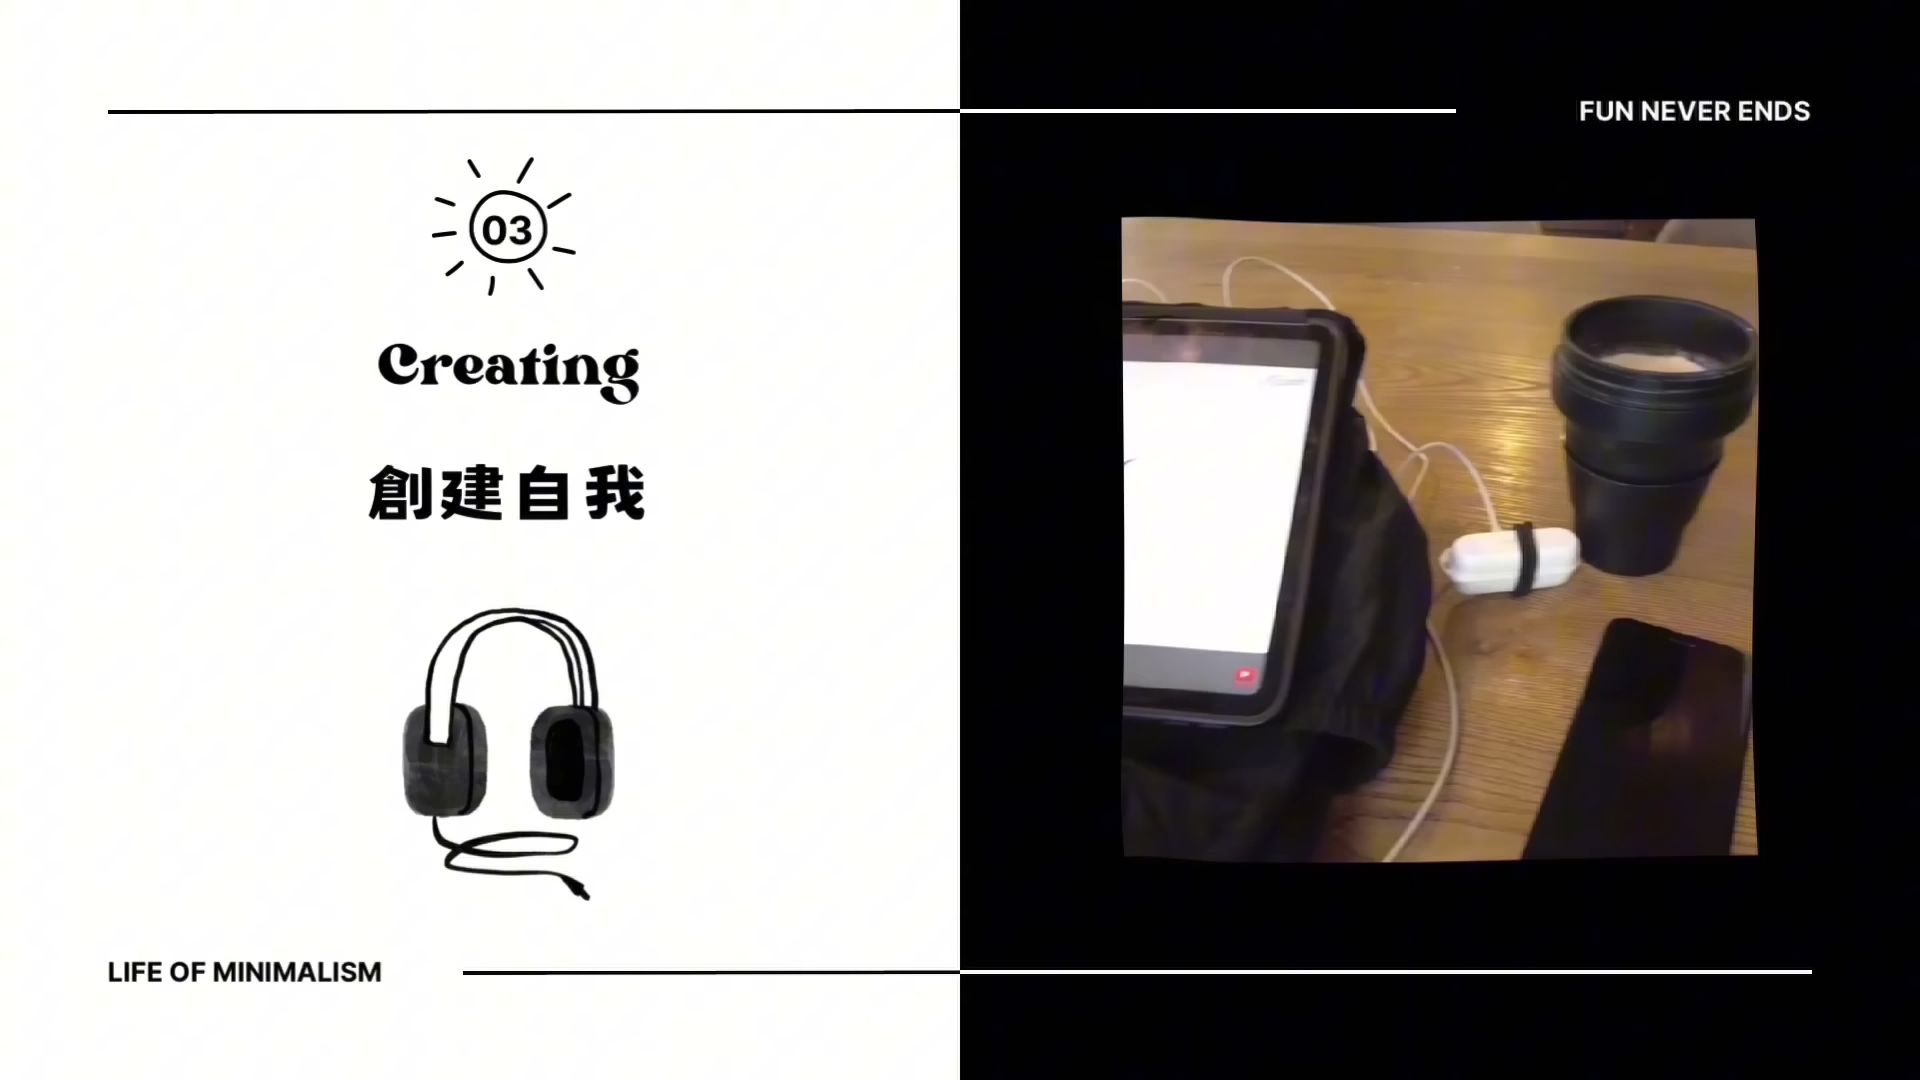 FUN NEVER ENDS
03
Creating
創建自我
LIFE OF MINIMALISM